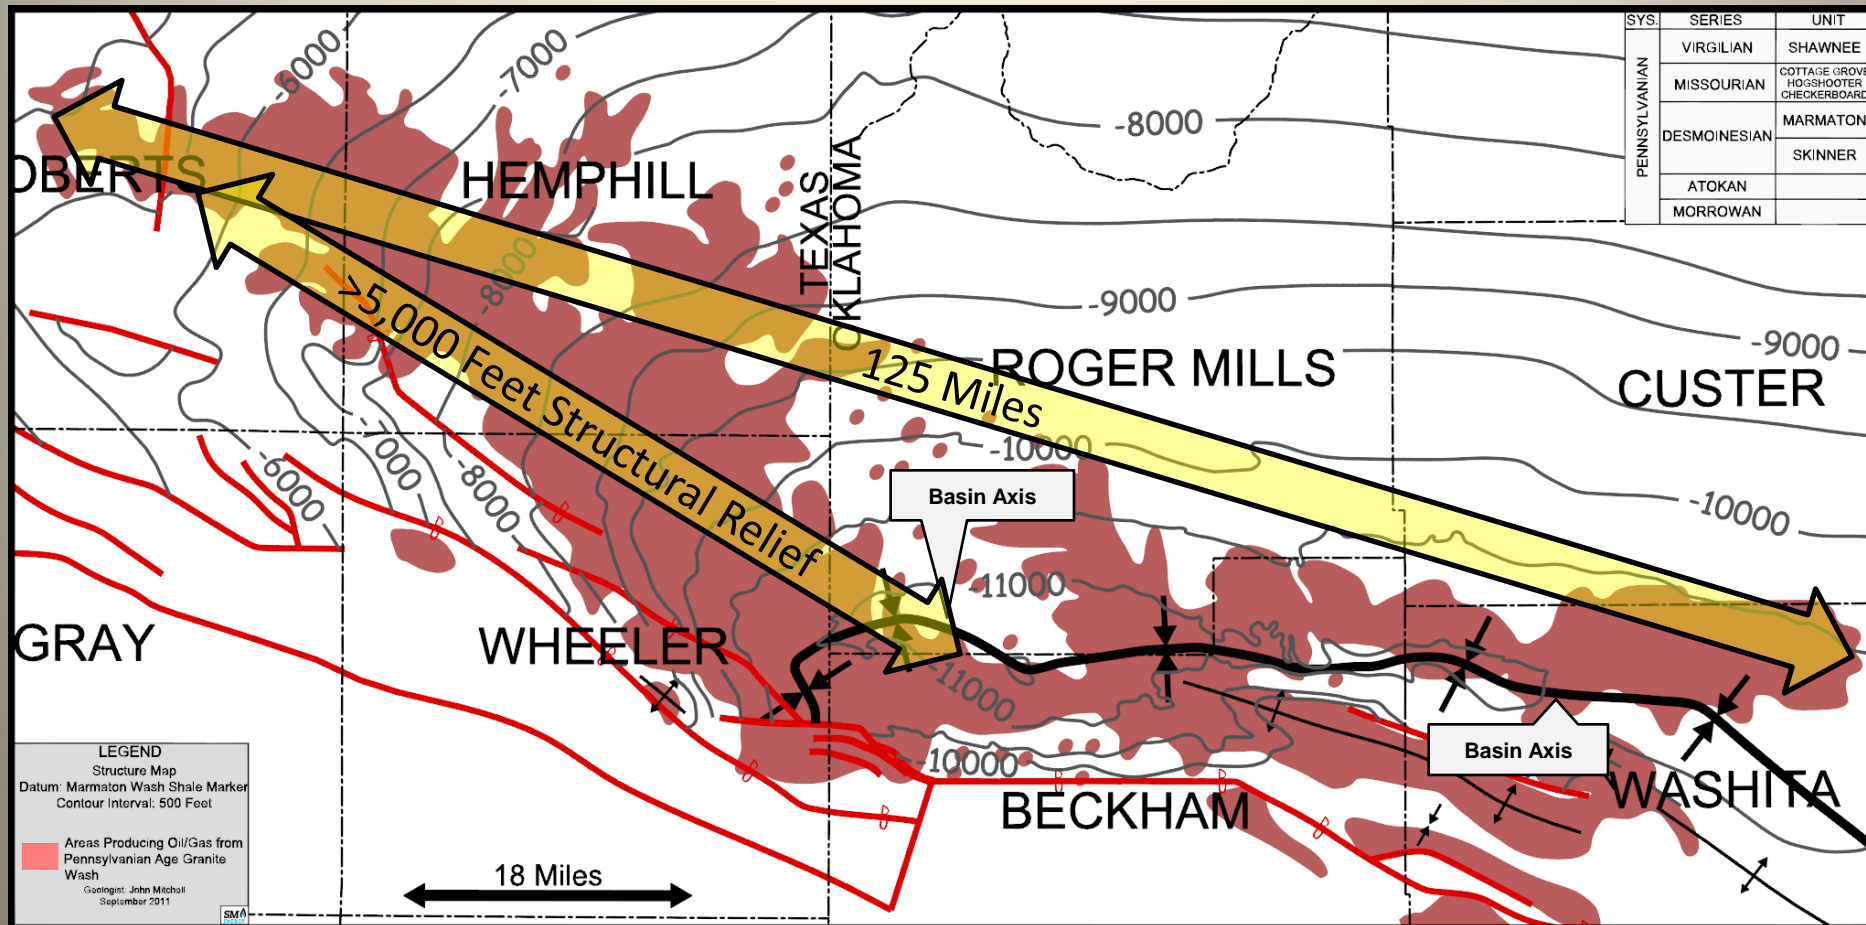 SYS. SERIES UNIT
PENNSYLVANIAN
VIRGILIAN SHAWNEE
MISSOURIAN COTTAGE GROVE
HOGSHOOTER
CHECKERBOARD
DESMOINESIAN MARMATON
SKINNER
ATOKAN
MORROWAN
-6000
-7000
-8000
OBERTS
HEMPHILL
TEXAS
OKLAHOMA
-8000
-9000
-9000
>5,000 Feet Structural Relief
125 Miles
ROGER MILLS
CUSTER
-6000
-7000
-8000
-10000
-10000
Basin Axis
-11000
GRAY
WHEELER
-11000
-10000
Basin Axis
BECKHAM
WASHITA
18 Miles
LEGEND
Structure Map
Datum: Marmaton Wash Shale Marker
Contour Interval: 500 Feet
Areas Producing Oil/Gas from
Pennsylvanian Age Granite
Wash
Geologist: John Mitchell
September 2011
SM
ENERGY